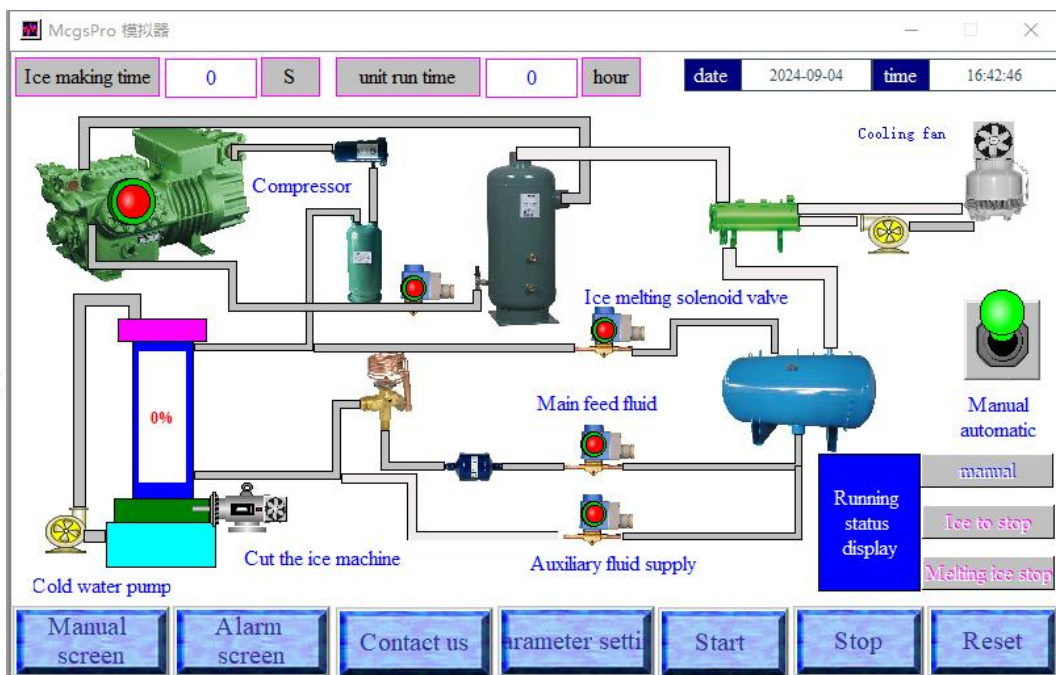 McgsPro 模拟器
Ice making time 0 S unit run time 0 hour date 2024-09-04 time 16:42:46
Cooling fan
Compressor
Ice melting solenoid valve
Main feed fluid
0%
Manual
automatic
manual
Running
status
display
Ice to stop
Melting ice stop
Cut the ice machine
Auxiliary fluid supply
Cold water pump
Manual
screen
Alarm
screen
Contact us
arameter setti
Start
Stop
Reset